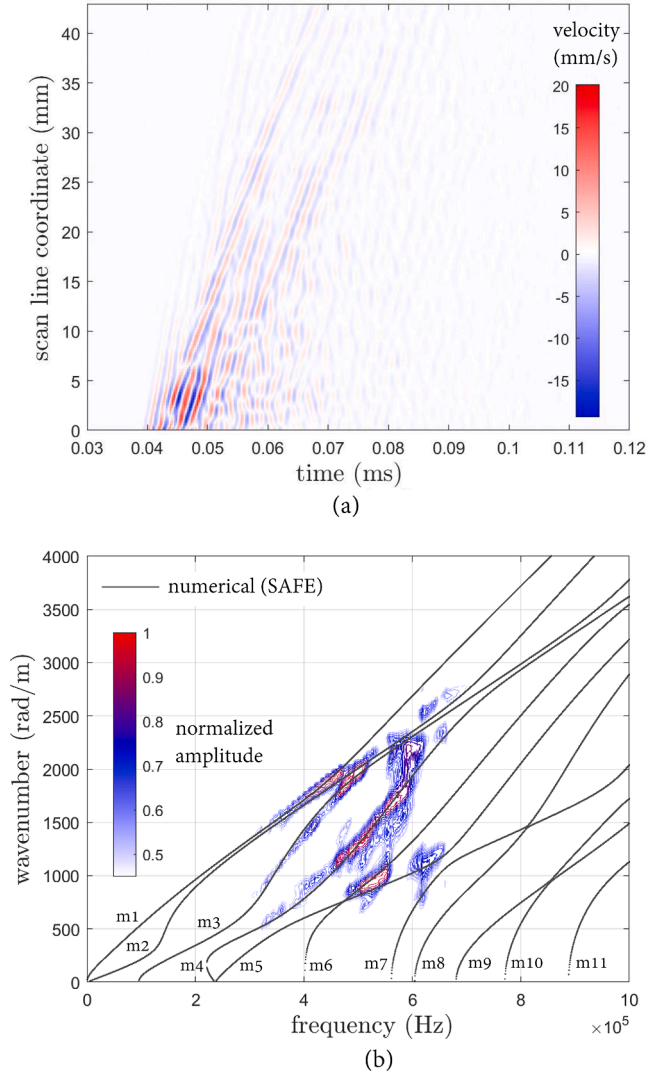 velocity
(mm/s)
40
35
30
25
20
15
10
5
0
scan line coordinate (mm)
20
15
10
5
0
-5
-10
-15
0.03 0.04 0.05 0.06 0.07 0.08 0.09 0.1 0.11 0.12
time (ms)
(a)
4000
3500
3000
2500
2000
1500
1000
500
0
wavenumber (rad/m)
numerical (SAFE)
1
0.9
0.8
0.7
0.6
0.5
normalized
amplitude
m1
m2
m3
m4 m5 m6 m7 m8 m9 m10 m11
0 2 4 6 8 10
frequency (Hz) ×10⁵
(b)